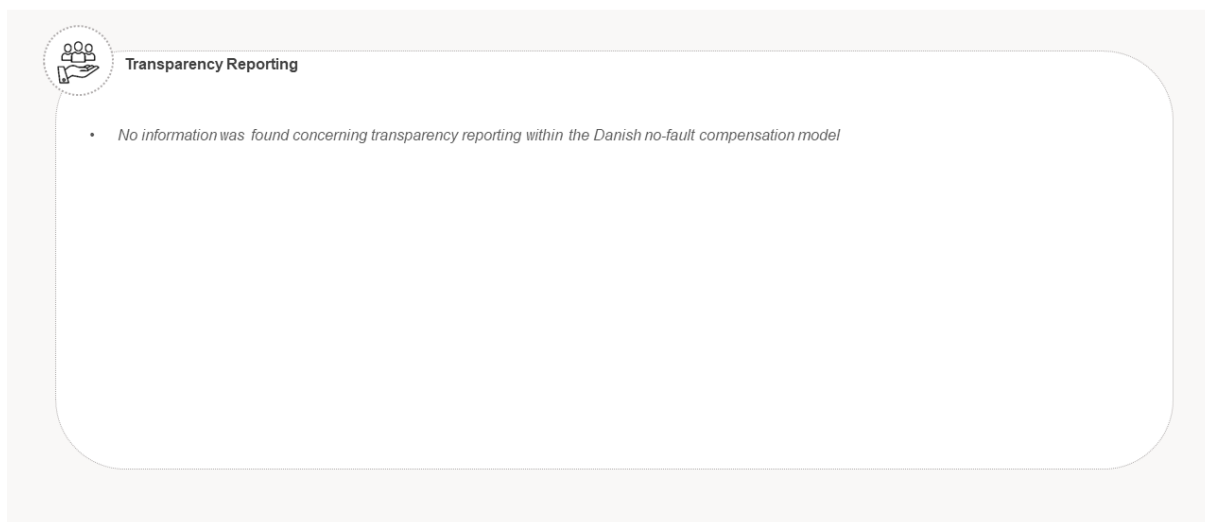 Transparency Reporting
• No information was found concerning transparency reporting within the Danish no-fault compensation model